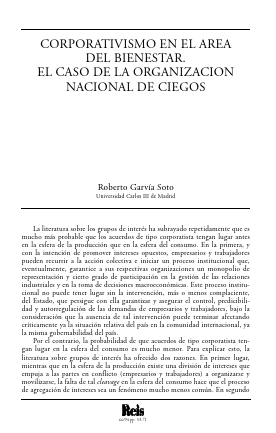 CORPORATIVISMO EN EL AREA
DEL BIENESTAR.
EL CASO DE LA ORGANIZACION
NACIONAL DE CIEGOS
Roberto Garvía Soto
Universidad Carlos III de Madrid
La literatura sobre los grupos de interés ha subrayado repetidamente que es
mucho más probable que los acuerdos de tipo corporativo tengan lugar antes
en la esfera de la producción que en la esfera del consumo. En la primera, y
con la intención de promover intereses opuestos, empresarios y trabajadores
pueden recurrir a la acción colectiva e iniciar un proceso institucional que,
eventualmente, garantice a sus respectivas organizaciones un monopolio de
representación y cierto grado de participación en la gestión de las relaciones
industriales y en la toma de decisiones macroeconómicas. Este proceso institu-
cional no puede tener lugar sin la intervención, más o menos complaciente,
del Estado, que persigue con ella garantizar y asegurar el control, predicibili-
dad y autorregulación de las demandas de empresarios y trabajadores, bajo la
consideración que la ausencia de tal intervención puede terminar afectando
críticamente ya la situación relativa del país en la comunidad internacional, ya
la misma gobernabilidad del país.
Por el contrario, la probabilidad de que acuerdos de tipo corporativista ten-
gan lugar en la esfera del consumo es mucho menor. Para explicar esto, la
literatura sobre grupos de interés ha ofrecido dos razones. En primer lugar,
mientras que en la esfera de la producción existe una división de intereses que
empuja a las partes en conflicto (empresarios y trabajadores) a organizarse y
movilizarse, la falta de tal cleavage en la esfera del consumo hace que el proceso
de agregación de intereses sea un fenómeno mucho menos común. En segundo
Reis